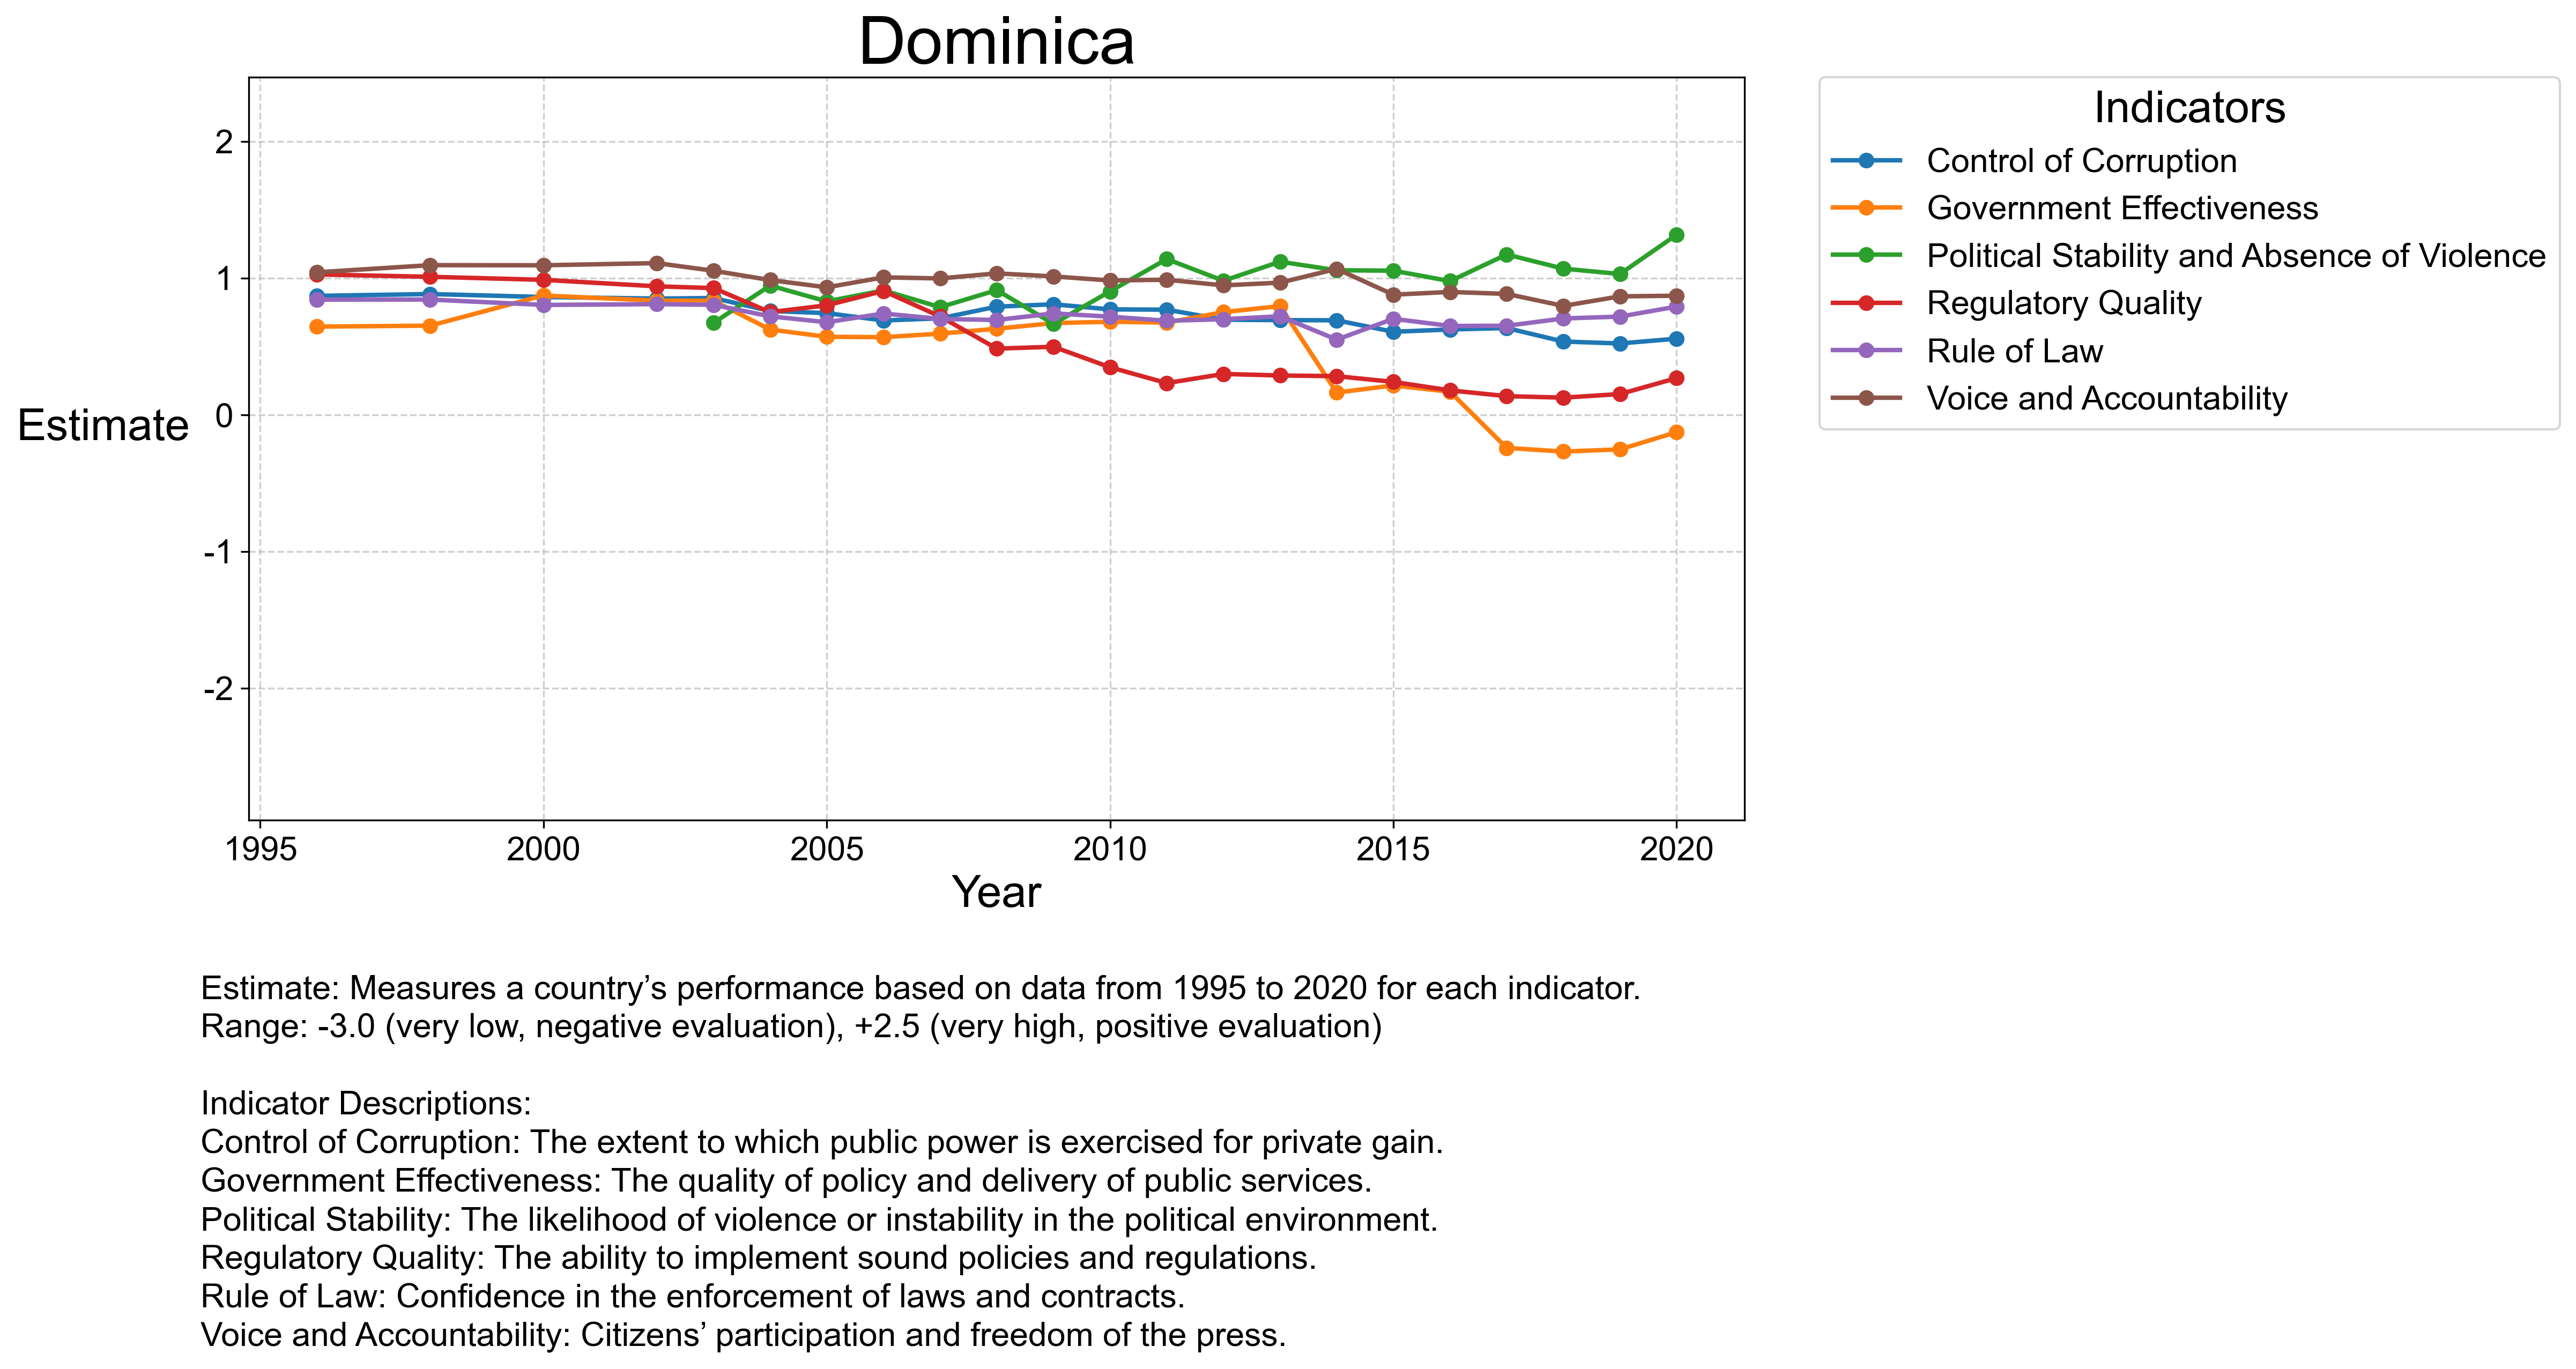 Dominica
Indicators
Control of Corruption
Government Effectiveness
Political Stability and Absence of Violence
Regulatory Quality
Rule of Law
Voice and Accountability
2
1
0
-1
-2
Estimate
1995
2000
2005
2010
2015
2020
Year
Estimate: Measures a country’s performance based on data from 1995 to 2020 for each indicator.
Range: -3.0 (very low, negative evaluation), +2.5 (very high, positive evaluation)
Indicator Descriptions:
Control of Corruption: The extent to which public power is exercised for private gain.
Government Effectiveness: The quality of policy and delivery of public services.
Political Stability: The likelihood of violence or instability in the political environment.
Regulatory Quality: The ability to implement sound policies and regulations.
Rule of Law: Confidence in the enforcement of laws and contracts.
Voice and Accountability: Citizens’ participation and freedom of the press.